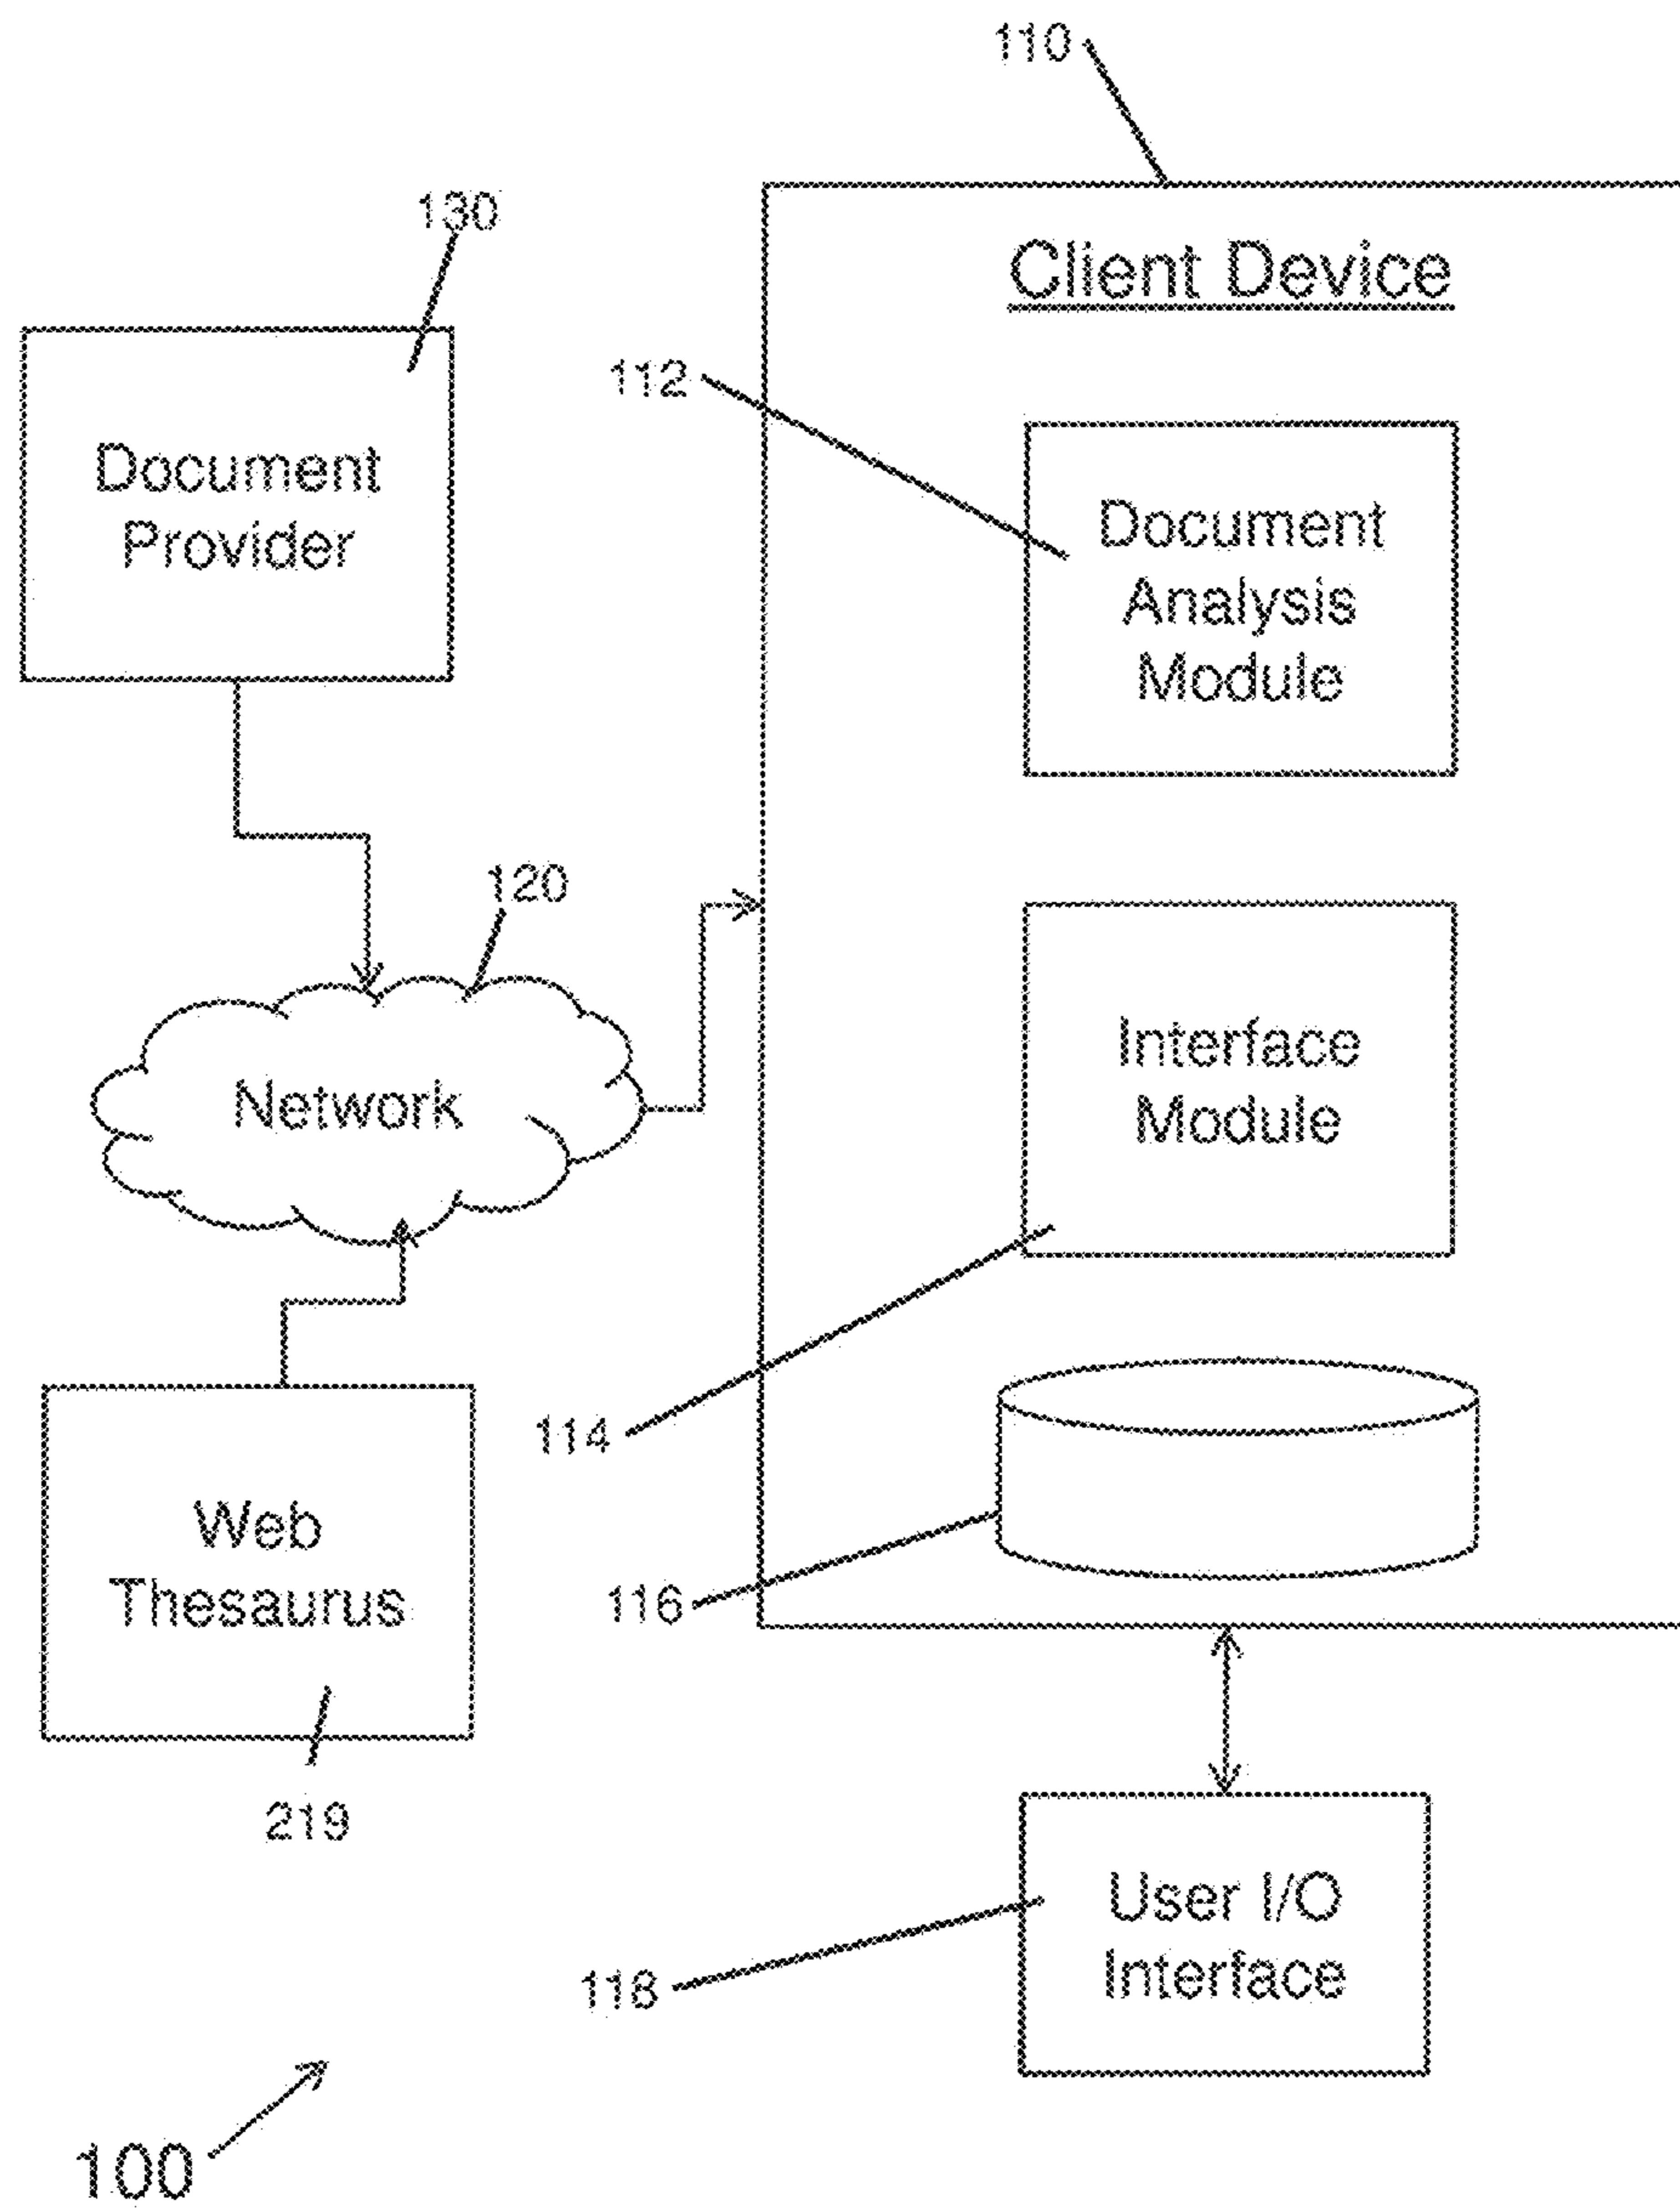 110
130
Client Device
112
Document
Provider
Document
Analysis
Module
120
Network
Interface
Module
114
Web
Thesaurus
116
219
User I/O
Interface
118
100